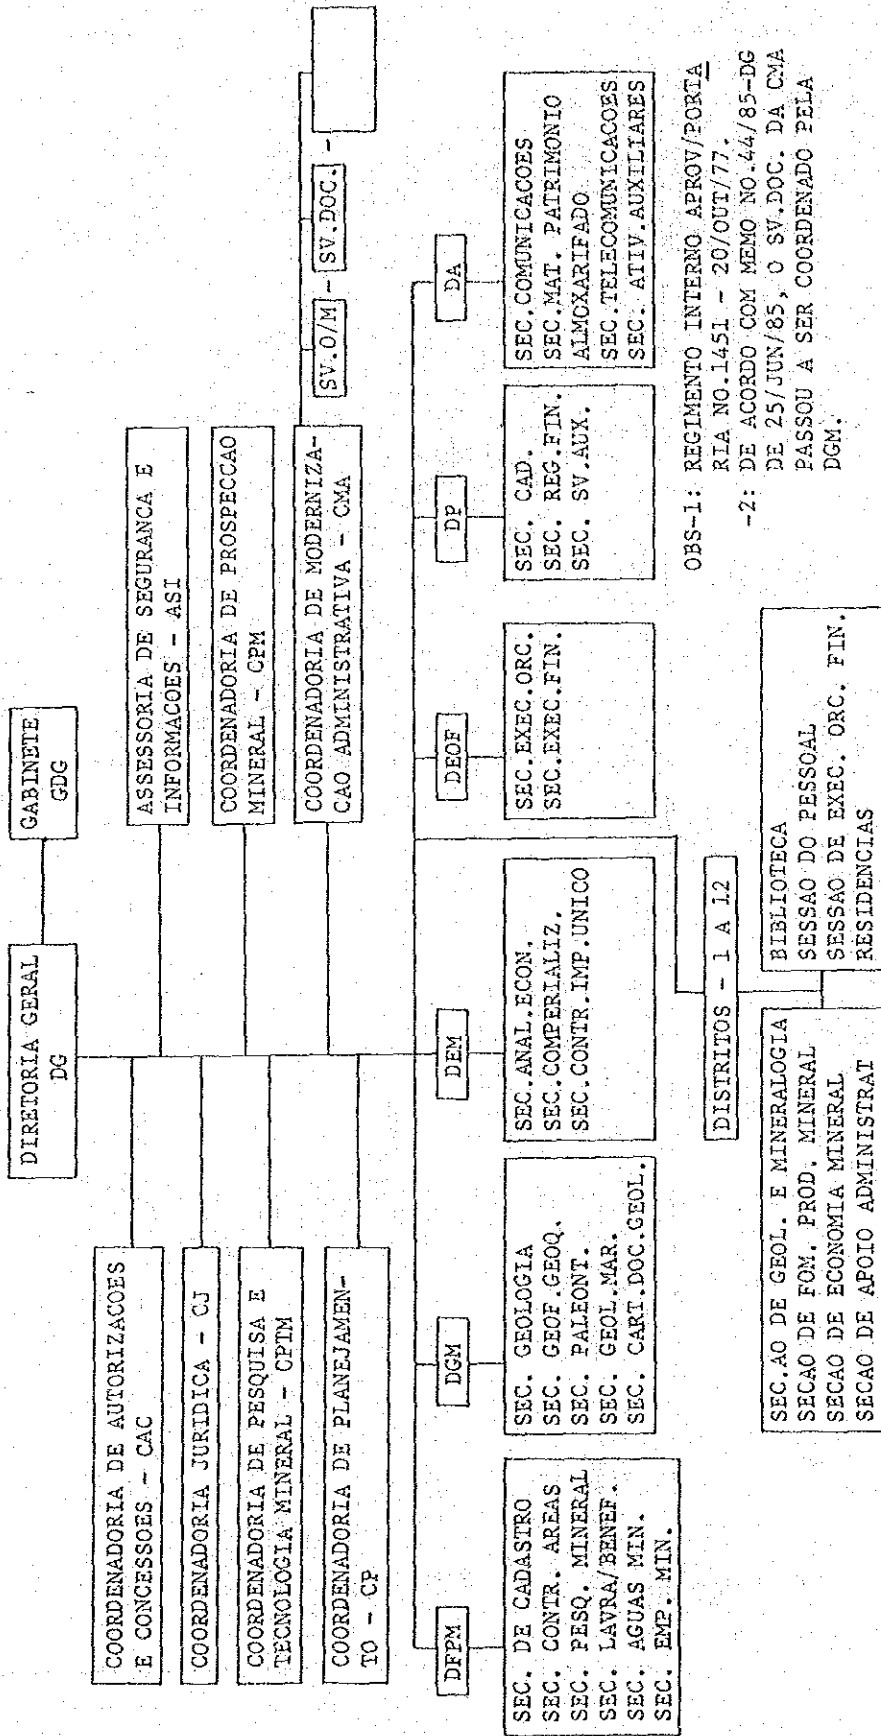 DIRETORIA GERAL
DG
GABINETE
GDG
COORDENADORIA DE AUTORIZACOES
E CONCESSOES - CAC
ASSESSORIA DE SEGURANCA E
INFORMACOES - ASI
COORDENADORIA JURIDICA - CJ
COORDENADORIA DE PROSPECCAO
MINERAL - CPM
COORDENADORIA DE PESQUISA E
TECNOLOGIA MINERAL - CPTM
COORDENADORIA DE MODERNIZA-
CAO ADMINISTRATIVA - CMA
COORDENADORIA DE PLANEJAMEN-
TO - CP
SV.O/M - SV.DOC. -
DFPM
SEC. DE CADASTRO
SEC. CONTR. AREAS
SEC. PESQ. MINERAL
SEC. LAVRA/BENEF.
SEC. AGUAS MIN.
SEC. EMP. MIN.
DGM
SEC. GEOLOGIA
SEC. GEOF.GEOQ.
SEC. PALEONT.
SEC. GEOL.MAR.
SEC. CART.DOC.GEOL.
DEM
SEC.ANAL.ECON.
SEC.COMPERIALIZ.
SEC.CONTR.IMP.UNICO
DEOF
SEC.EXEC.ORC.
SEC.EXEC.FIN.
DP
SEC. CAD.
SEC. REG.FIN.
SEC. SV.AUX.
DA
SEC.COMUNICACOES
SEC.MAT. PATRIMONIO
ALMOXARIFADO
SEC.TELECOMUNICACOES
SEC. ATIV.AUXILIARES
DISTRITOS - 1 A 12
SEC.AO DE GEOL. E MINERALOGIA
SECAO DE FOM. PROD. MINERAL
SECAO DE ECONOMIA MINERAL
SECAO DE APOIO ADMINISTRAT
BIBLIOTECA
SESSAO DO PESSOAL
SESSAO DE EXEC. ORC. FIN.
RESIDENCIAS
OBS-1: REGIMENTO INTERNO APROV/PORTA
RIA NO.1451 - 20/OUT/77.
-2: DE ACORDO COM MEMO NO.44/85-DG
DE 25/JUN/85, O SV.DOC. DA CMA
PASSOU A SER COORDENADO PELA
DGM.